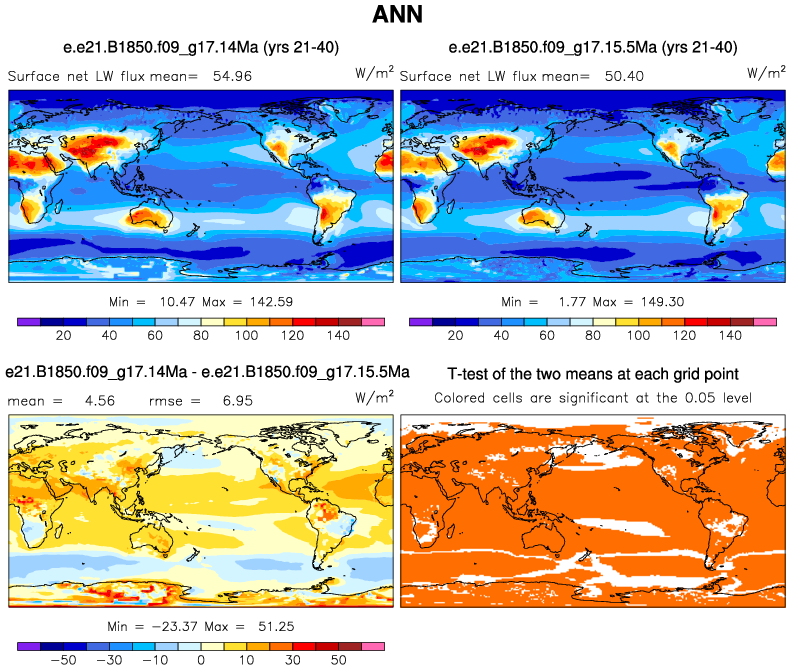 ANN
e.e21.B1850.f09_g17.14Ma (yrs 21-40)
e.e21.B1850.f09_g17.15.5Ma (yrs 21-40)
Surface net LW flux mean= 54.96 W/m²
Surface net LW flux mean= 50.40 W/m²
Min = 10.47 Max = 142.59
Min = 1.77 Max = 149.30
20 40 60 80 100 120 140
20 40 60 80 100 120 140
e21.B1850.f09_g17.14Ma - e.e21.B1850.f09_g17.15.5Ma
T-test of the two means at each grid point
mean = 4.56 rmse = 6.95 W/m²
Colored cells are significant at the 0.05 level
Min = -23.37 Max = 51.25
-50 -30 -10 0 10 30 50